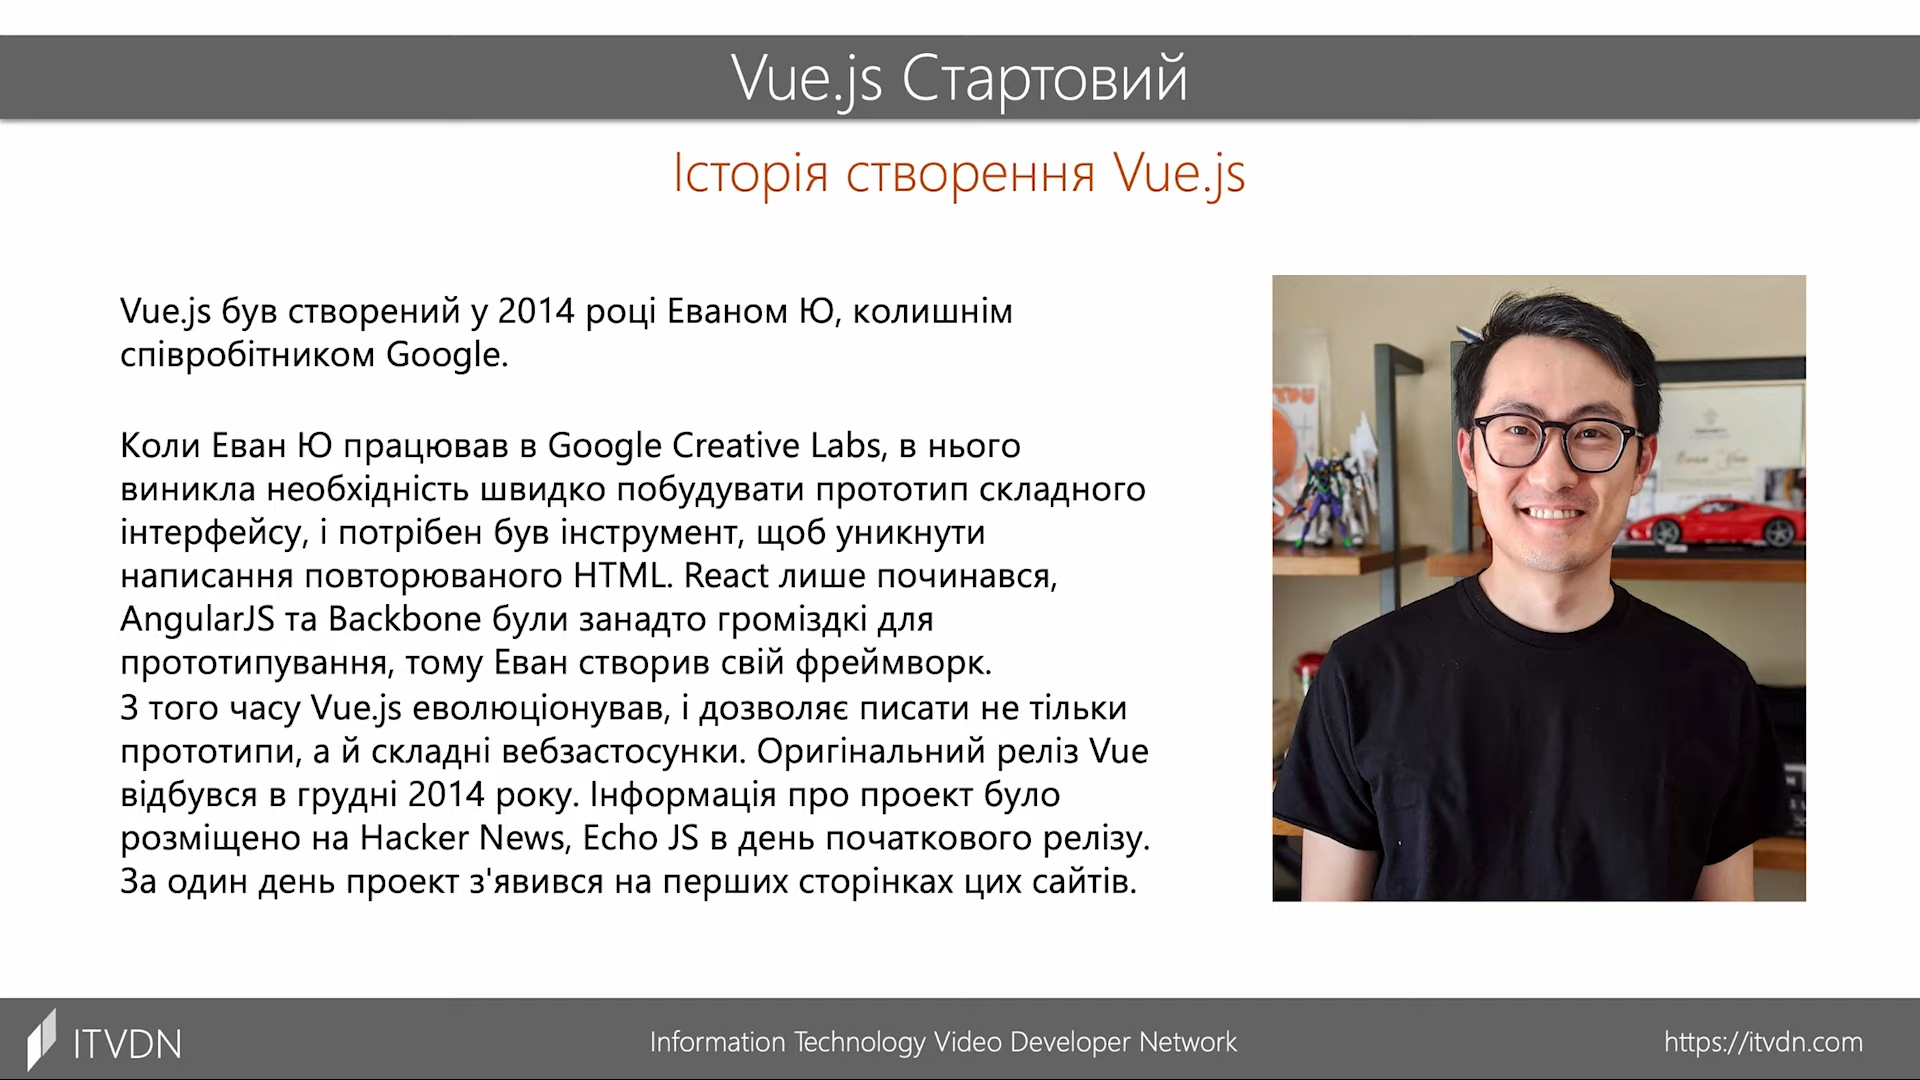 Vue.js Стартовий
Історія створення Vue.js
Vue.js був створений у 2014 році Еваном Ю, колишнім
співробітником Google.
Коли Еван Ю працював в Google Creative Labs, в нього
виникла необхідність швидко побудувати прототип складного
інтерфейсу, і потрібен був інструмент, щоб уникнути
написання повторюваного HTML. React лише починався,
AngularJS та Backbone були занадто громіздкі для
прототипування, тому Еван створив свій фреймворк.
З того часу Vue.js еволюціонував, і дозволяє писати не тільки
прототипи, а й складні вебзастосунки. Оригінальний реліз Vue
відбувся в грудні 2014 року. Інформація про проект було
розміщено на Hacker News, Echo JS в день початкового релізу.
За один день проект з'явився на перших сторінках цих сайтів.
ITVDN
Information Technology Video Developer Network
https://itvdn.com